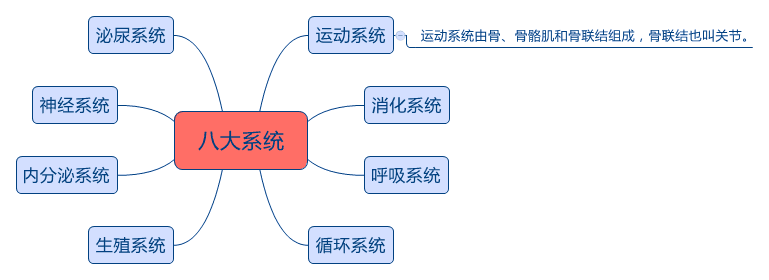 泌尿系统
运动系统
运动系统由骨、骨骼肌和骨联结组成，骨联结也叫关节。
神经系统
消化系统
八大系统
内分泌系统
呼吸系统
生殖系统
循环系统